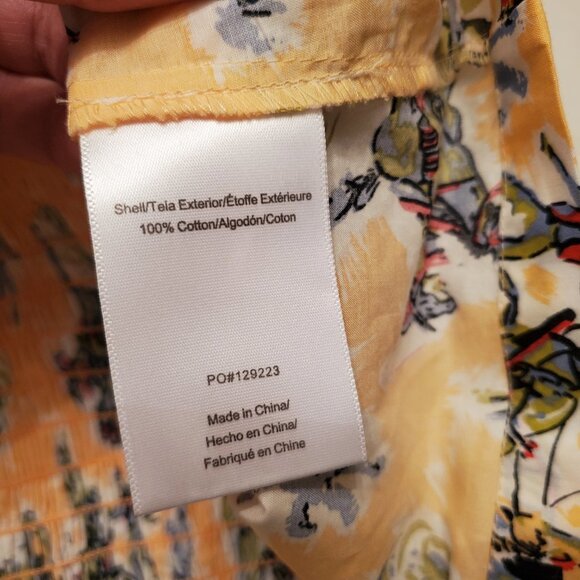 Shell/Tela Exterior/Étoffe Extérieure
100% Cotton/Algodón/Coton
PO#129223
Made in China/
Hecho en China/
Fabriqué en Chine